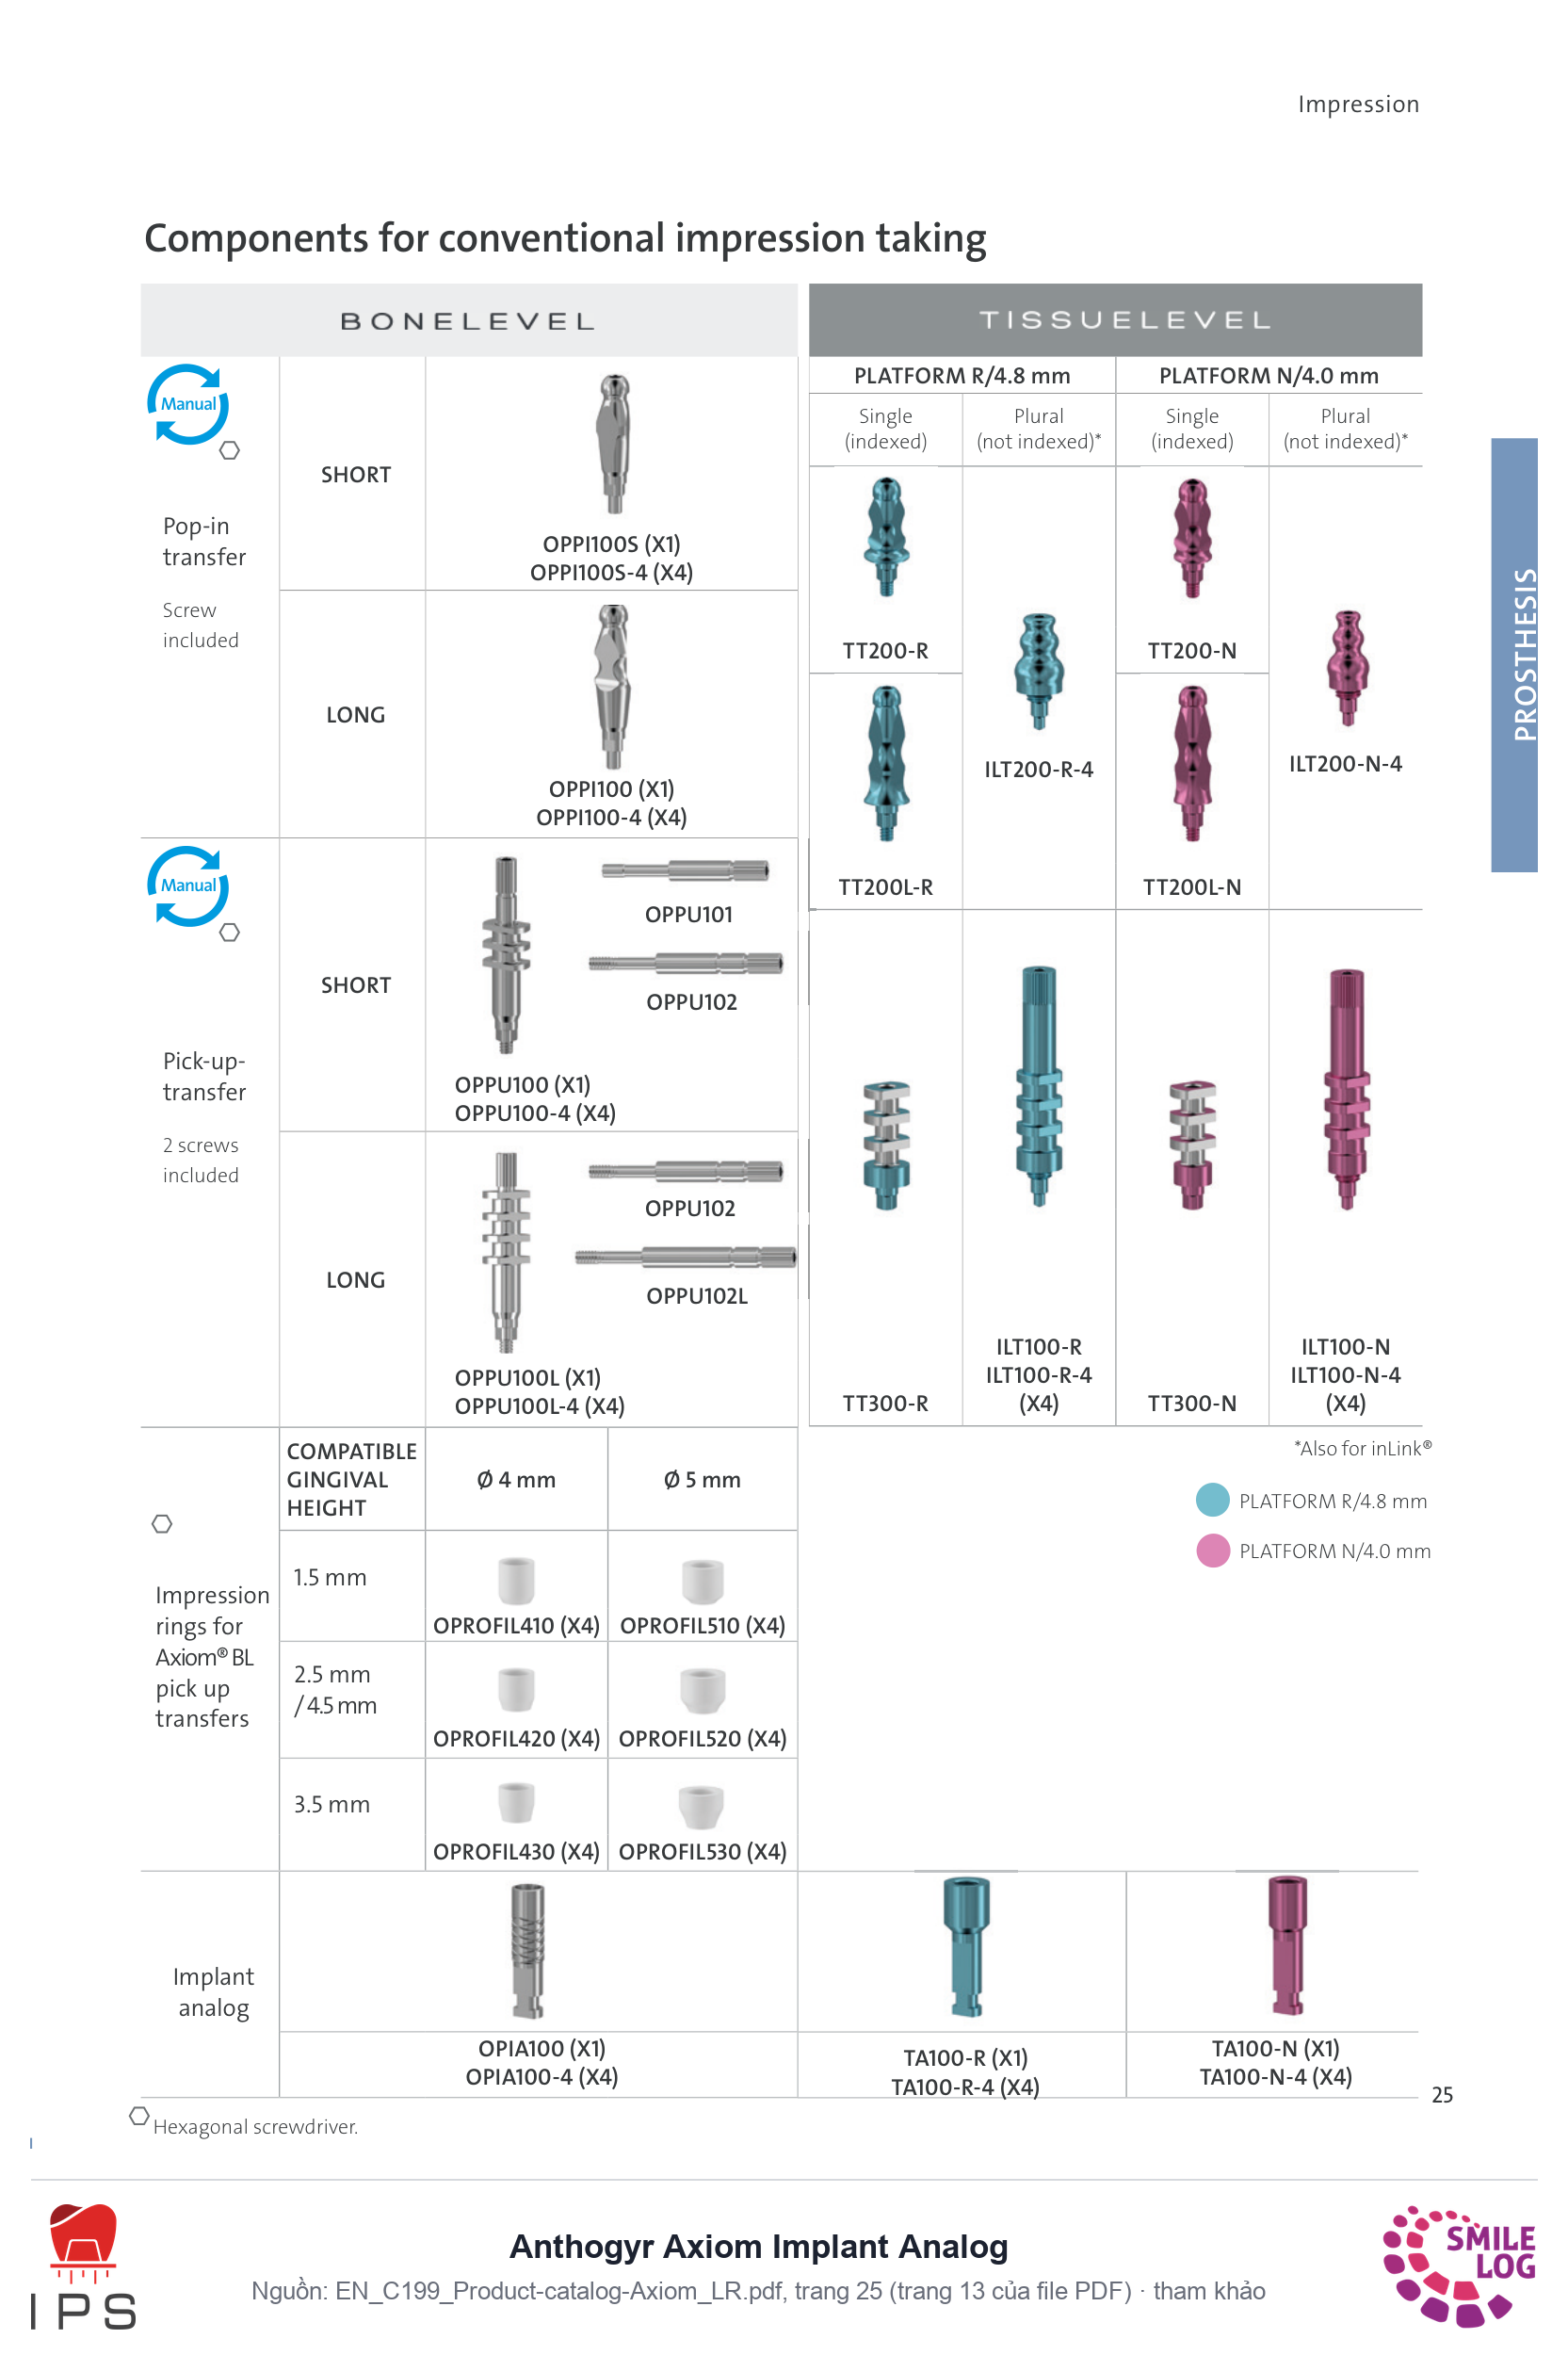 Impression
Components for conventional impression taking
BONELEVEL
TISSUELEVEL
PLATFORM R/4.8 mm
PLATFORM N/4.0 mm
Single
(indexed)
Plural
(not indexed)*
Single
(indexed)
Plural
(not indexed)*
Manual
Pop-in
transfer
Screw
included
SHORT
OPPI100S (X1)
OPPI100S-4 (X4)
LONG
OPPI100 (X1)
OPPI100-4 (X4)
TT200-R
TT200L-R
ILT200-R-4
TT200-N
TT200L-N
ILT200-N-4
PROSTHESIS
Manual
Pick-up-
transfer
2 screws
included
SHORT
OPPU101
OPPU102
OPPU100 (X1)
OPPU100-4 (X4)
LONG
OPPU102
OPPU102L
OPPU100L (X1)
OPPU100L-4 (X4)
TT300-R
ILT100-R
ILT100-R-4
(X4)
TT300-N
ILT100-N
ILT100-N-4
(X4)
*Also for inLink®
PLATFORM R/4.8 mm
PLATFORM N/4.0 mm
Impression
rings for
Axiom® BL
pick up
transfers
COMPATIBLE
GINGIVAL
HEIGHT
Ø 4 mm
Ø 5 mm
1.5 mm
OPROFIL410 (X4)
OPROFIL510 (X4)
2.5 mm
/ 4.5 mm
OPROFIL420 (X4)
OPROFIL520 (X4)
3.5 mm
OPROFIL430 (X4)
OPROFIL530 (X4)
Implant
analog
OPIA100 (X1)
OPIA100-4 (X4)
TA100-R (X1)
TA100-R-4 (X4)
TA100-N (X1)
TA100-N-4 (X4)
25
Hexagonal screwdriver.
IPS
Anthogyr Axiom Implant Analog
Nguồn: EN_C199_Product-catalog-Axiom_LR.pdf, trang 25 (trang 13 của file PDF) · tham khảo
SMILE
LOG